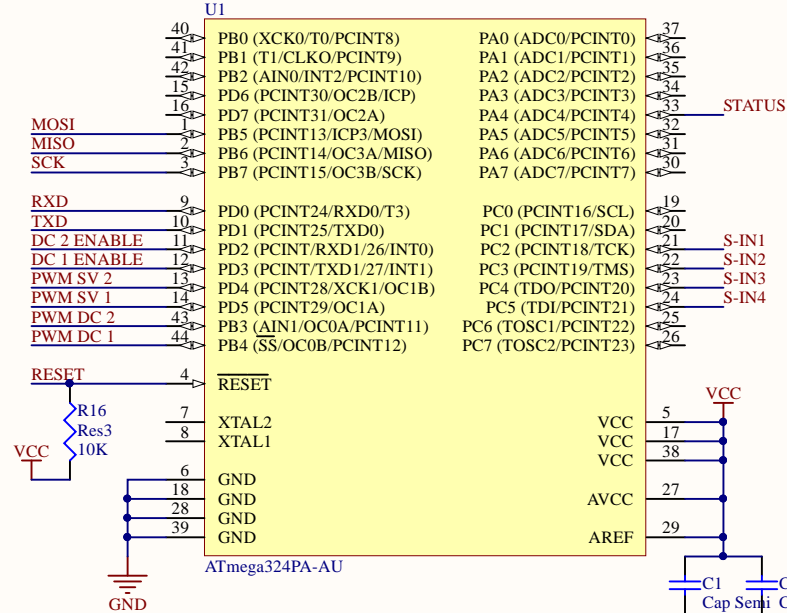 U1
40 PB0 (XCK0/T0/PCINT8) PA0 (ADC0/PCINT0) 37
41 PB1 (T1/CLKO/PCINT9) PA1 (ADC1/PCINT1) 36
42 PB2 (AIN0/INT2/PCINT10) PA2 (ADC2/PCINT2) 35
15 PD6 (PCINT30/OC2B/ICP) PA3 (ADC3/PCINT3) 34
16 PD7 (PCINT31/OC2A) PA4 (ADC4/PCINT4) 33 STATUS
MOSI 1 PB5 (PCINT13/ICP3/MOSI) PA5 (ADC5/PCINT5) 32
MISO 2 PB6 (PCINT14/OC3A/MISO) PA6 (ADC6/PCINT6) 31
SCK 3 PB7 (PCINT15/OC3B/SCK) PA7 (ADC7/PCINT7) 30
RXD 9 PD0 (PCINT24/RXD0/T3) PC0 (PCINT16/SCL) 19
TXD 10 PD1 (PCINT25/TXD0) PC1 (PCINT17/SDA) 20
DC 2 ENABLE 11 PD2 (PCINT/RXD1/26/INT0) PC2 (PCINT18/TCK) 21 S-IN1
DC 1 ENABLE 12 PD3 (PCINT/TXD1/27/INT1) PC3 (PCINT19/TMS) 22 S-IN2
PWM SV 2 13 PD4 (PCINT28/XCK1/OC1B) PC4 (TDO/PCINT20) 23 S-IN3
PWM SV 1 14 PD5 (PCINT29/OC1A) PC5 (TDI/PCINT21) 24 S-IN4
PWM DC 2 43 PB3 (AIN1/OC0A/PCINT11) PC6 (TOSC1/PCINT22) 25
PWM DC 1 44 PB4 (SS/OC0B/PCINT12) PC7 (TOSC2/PCINT23) 26
RESET 4 RESET
R16
Res3
10K
VCC
7 XTAL2
8 XTAL1
VCC
VCC 5
VCC 17
VCC 38
6 GND
18 GND AVCC 27
28 GND
39 GND AREF 29
ATmega324PA-AU
GND
C1
Cap Semi